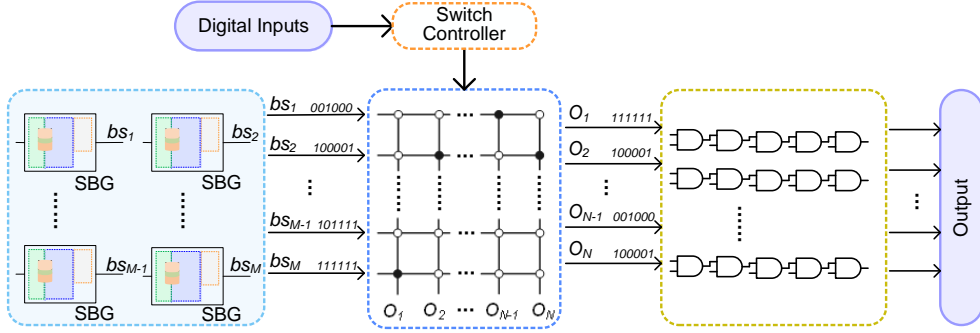 Digital Inputs
Switch
Controller
bs1
bs2
SBG
SBG
bsM-1
bsM
SBG
SBG
bs1 001000
bs2 100001
bsM-1 101111
bsM 111111
O1 O2 ON-1 ON
O1 111111
O2 100001
ON-1 001000
ON 100001
Output